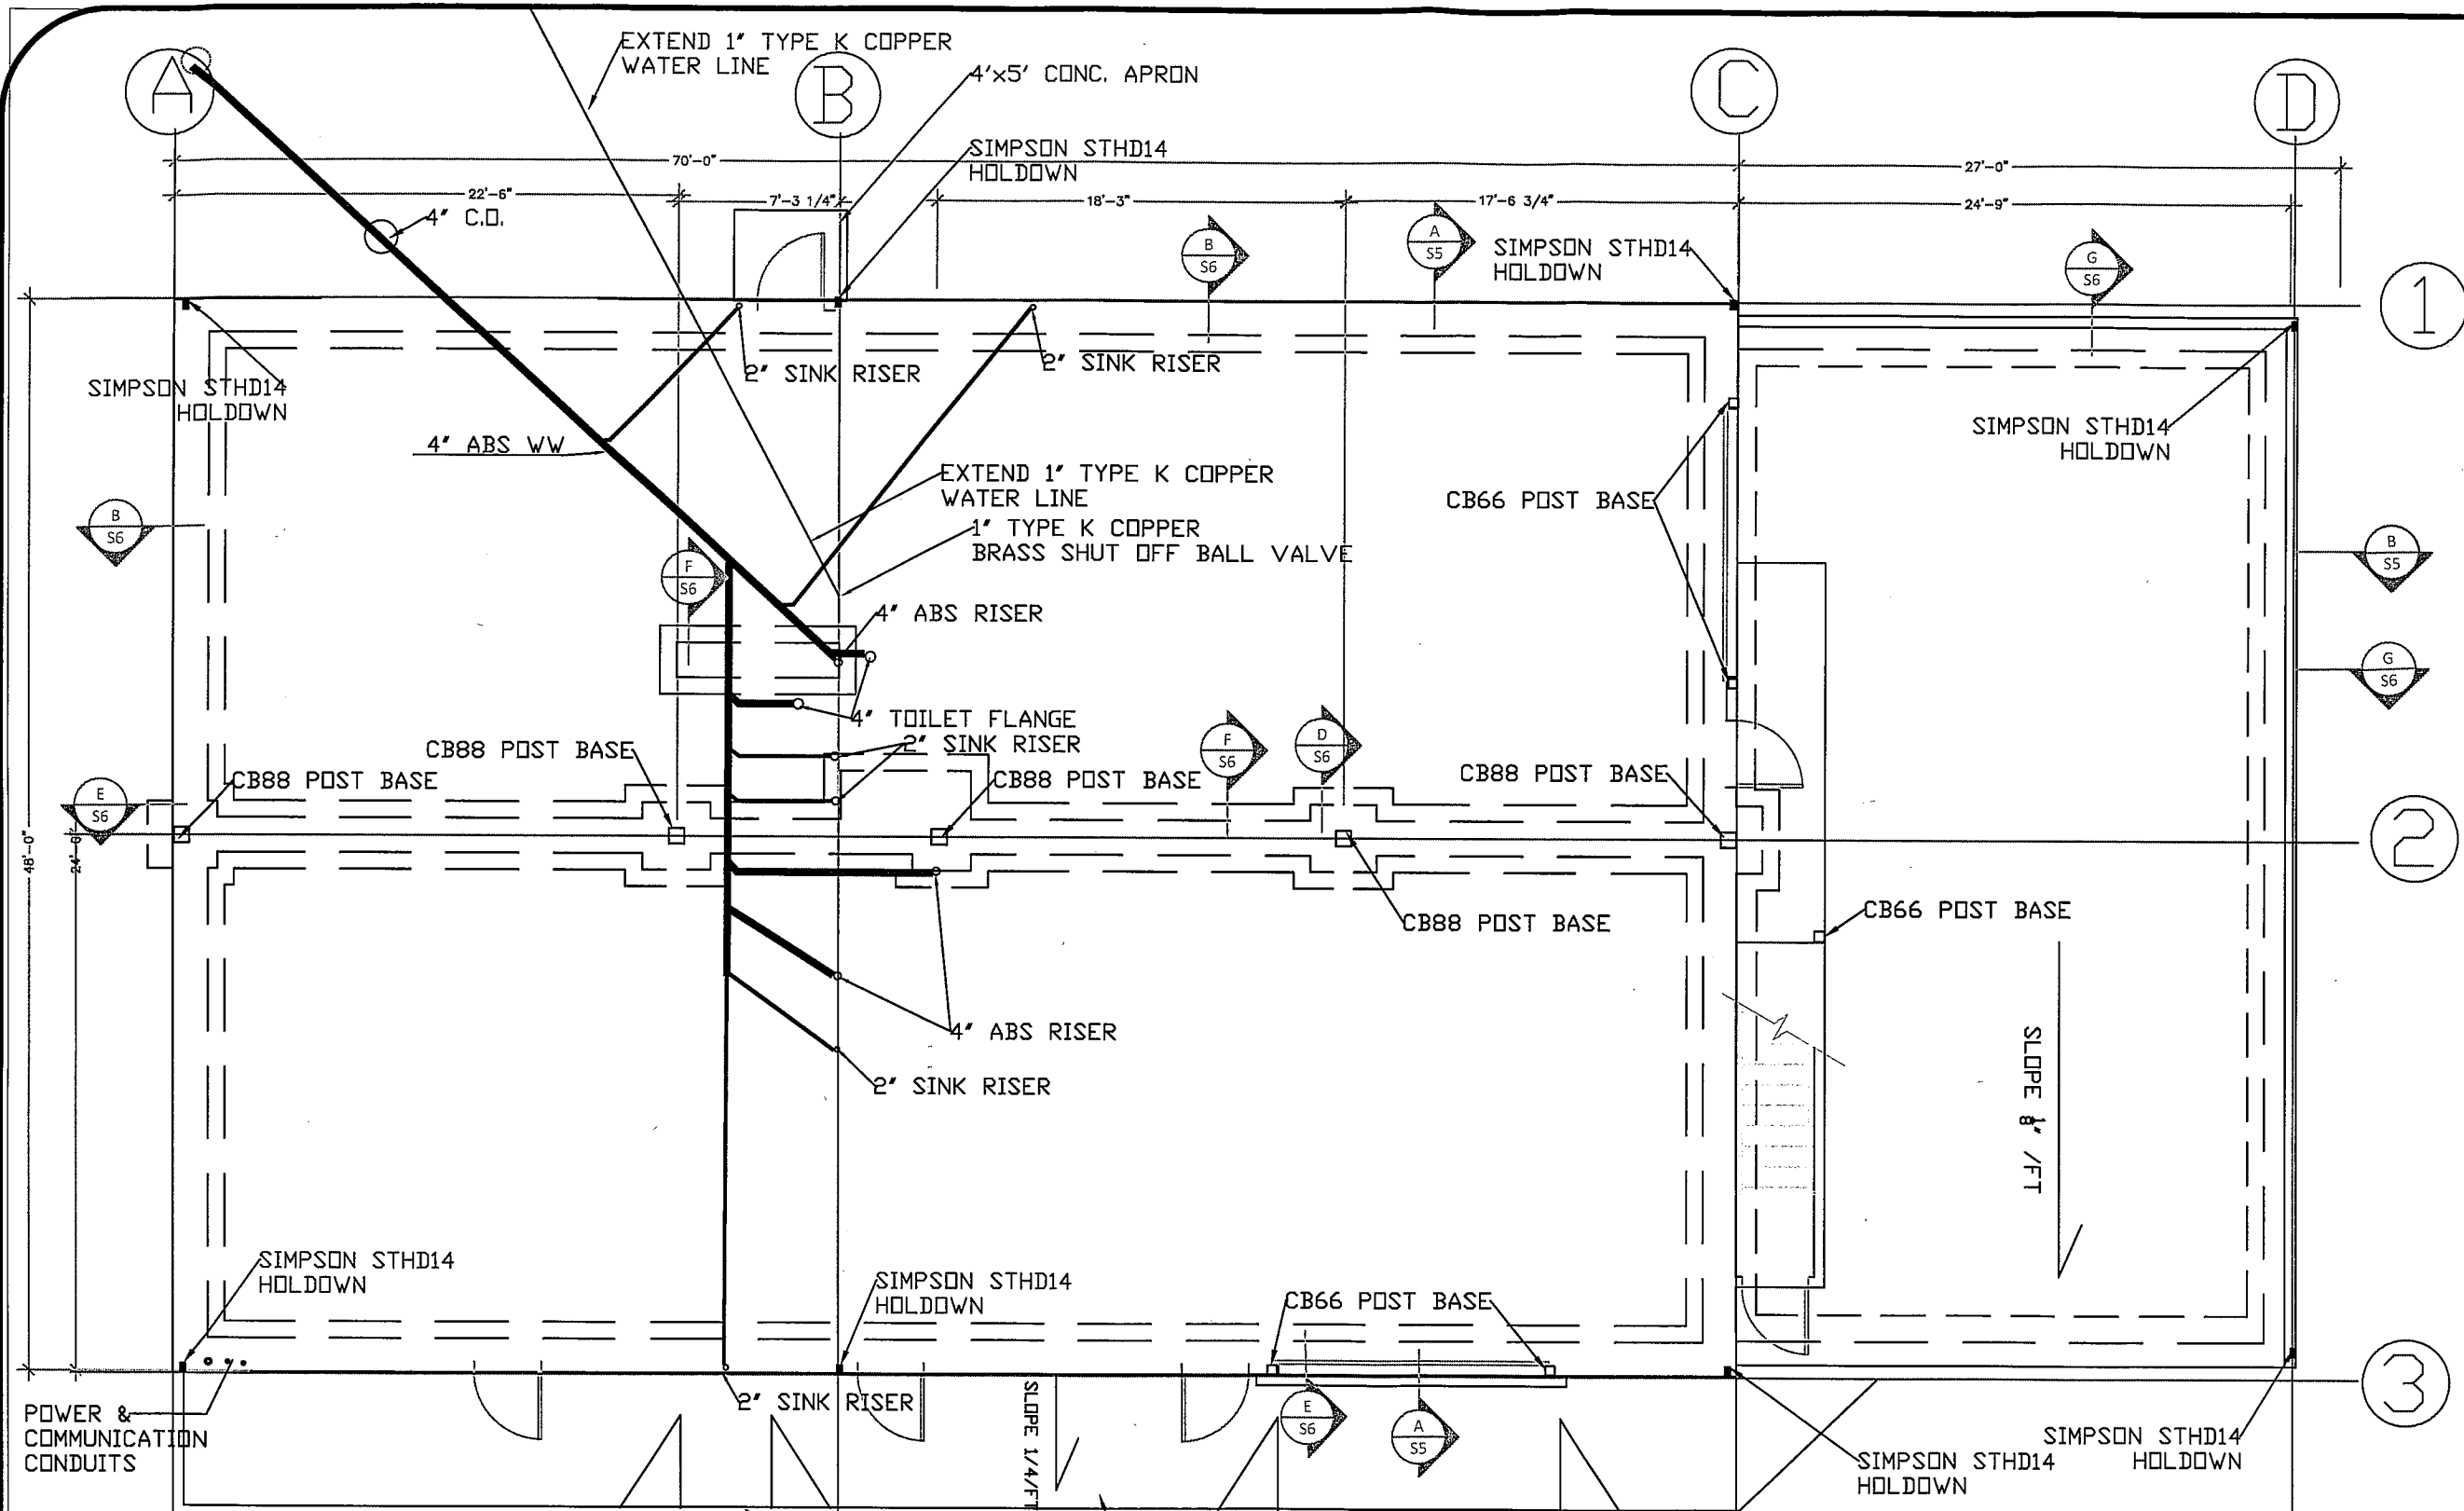 EXTEND 1" TYPE K COPPER
WATER LINE
4'x5' CONC. APRON
A
B
C
D
SIMPSON STHD14
HOLDOWN
70'-0"
27'-0"
22'-6"
7'-3 1/4"
18'-3"
17'-6 3/4"
24'-9"
4" C.O.
B
S6
A
S5
SIMPSON STHD14
HOLDOWN
G
S6
1
2" SINK RISER
2" SINK RISER
SIMPSON STHD14
HOLDOWN
SIMPSON STHD14
HOLDOWN
4" ABS WW
EXTEND 1" TYPE K COPPER
WATER LINE
1" TYPE K COPPER
BRASS SHUT OFF BALL VALVE
CB66 POST BASE
B
S6
F
S6
B
S5
4" ABS RISER
G
S6
4" TOILET FLANGE
2" SINK RISER
F
S6
D
S6
CB88 POST BASE
CB88 POST BASE
CB88 POST BASE
CB88 POST BASE
E
S6
2
48'-0"
24'-0"
CB88 POST BASE
CB66 POST BASE
4" ABS RISER
2" SINK RISER
SLOPE 1/8" /FT
SIMPSON STHD14
HOLDOWN
SIMPSON STHD14
HOLDOWN
CB66 POST BASE
3
2" SINK RISER
SLOPE 1/4/FT
E
S6
A
S5
POWER &
COMMUNICATION
CONDUITS
SIMPSON STHD14
HOLDOWN
SIMPSON STHD14
HOLDOWN